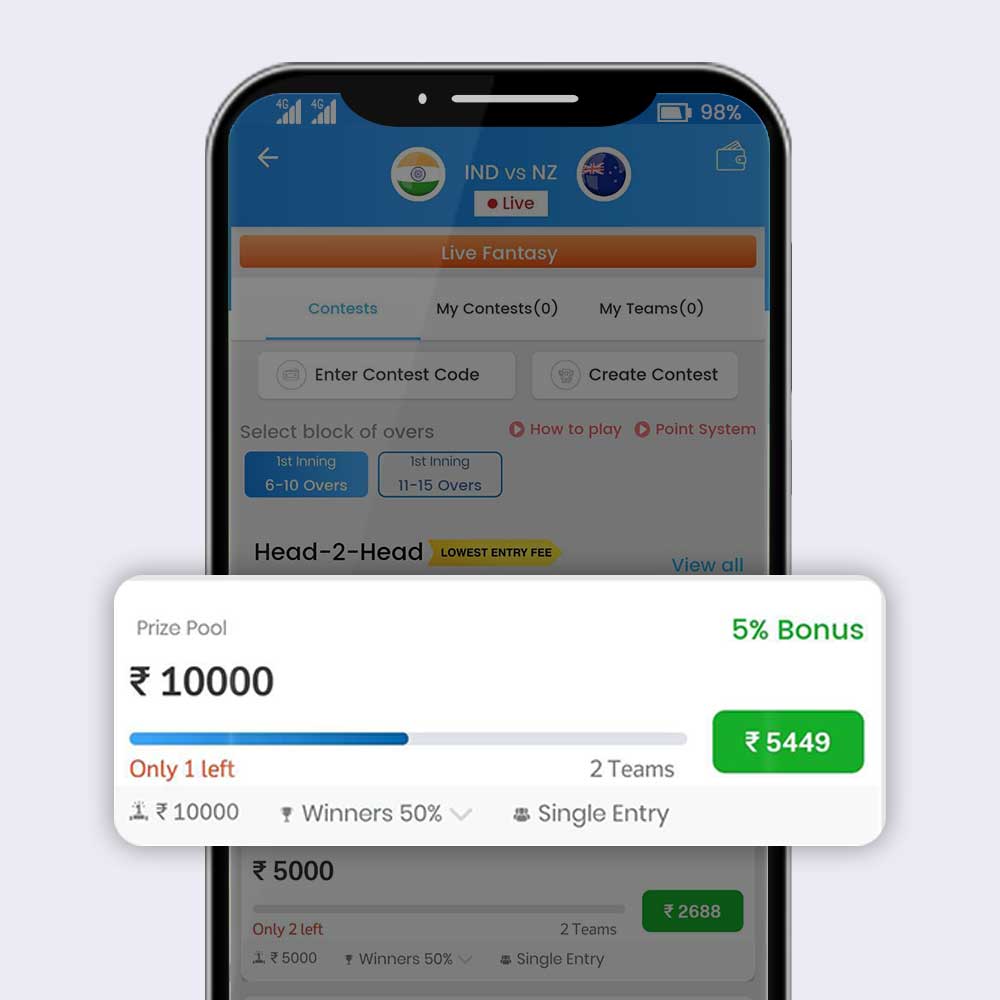 4G 4G 98%
IND vs NZ
Live
Live Fantasy
Contests My Contests(0) My Teams(0)
Enter Contest Code Create Contest
Select block of overs How to play Point System
1st Inning 1st Inning
6-10 Overs 11-15 Overs
Head-2-Head LOWEST ENTRY FEE View all
Prize Pool 5% Bonus
₹ 10000
₹ 5449
Only 1 left 2 Teams
₹ 10000 Winners 50% Single Entry
₹ 5000
₹ 2688
Only 2 left 2 Teams
₹ 5000 Winners 50% Single Entry